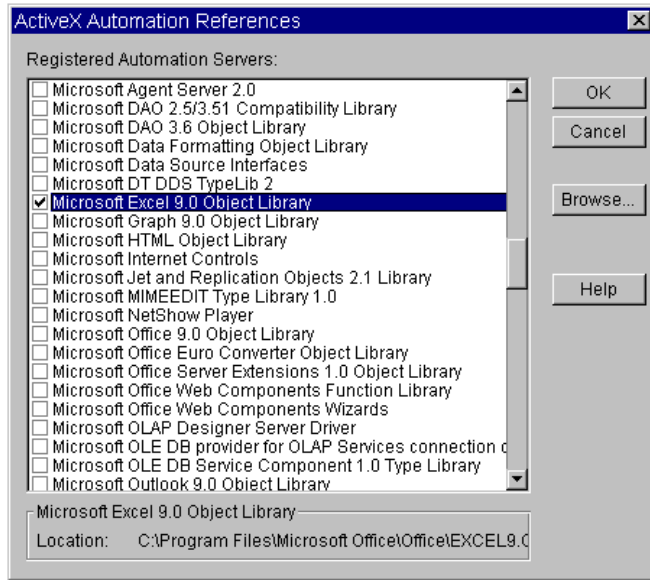 ActiveX Automation References
Registered Automation Servers:
Microsoft Agent Server 2.0
Microsoft DAO 2.5/3.51 Compatibility Library
Microsoft DAO 3.6 Object Library
Microsoft Data Formatting Object Library
Microsoft Data Source Interfaces
Microsoft DT DDS TypeLib 2
Microsoft Excel 9.0 Object Library
Microsoft Graph 9.0 Object Library
Microsoft HTML Object Library
Microsoft Internet Controls
Microsoft Jet and Replication Objects 2.1 Library
Microsoft MIMEEDIT Type Library 1.0
Microsoft NetShow Player
Microsoft Office 9.0 Object Library
Microsoft Office Euro Converter Object Library
Microsoft Office Server Extensions 1.0 Object Library
Microsoft Office Web Components Function Library
Microsoft Office Web Components Wizards
Microsoft OLAP Designer Server Driver
Microsoft OLE DB provider for OLAP Services connection
Microsoft OLE DB Service Component 1.0 Type Library
Microsoft Outlook 9.0 Object Library
OK
Cancel
Browse...
Help
Microsoft Excel 9.0 Object Library
Location: C:\Program Files\Microsoft Office\Office\EXCEL9.O